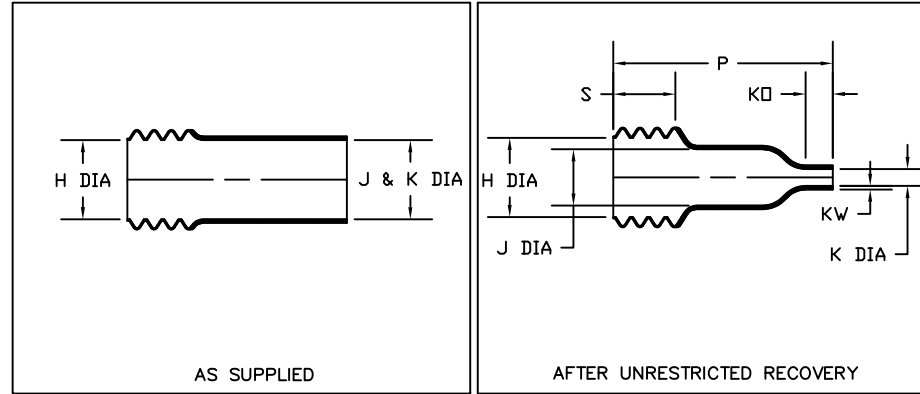 H DIA
J & K DIA
AS SUPPLIED
P
S
KO
H DIA
J DIA
KW
K DIA
AFTER UNRESTRICTED RECOVERY